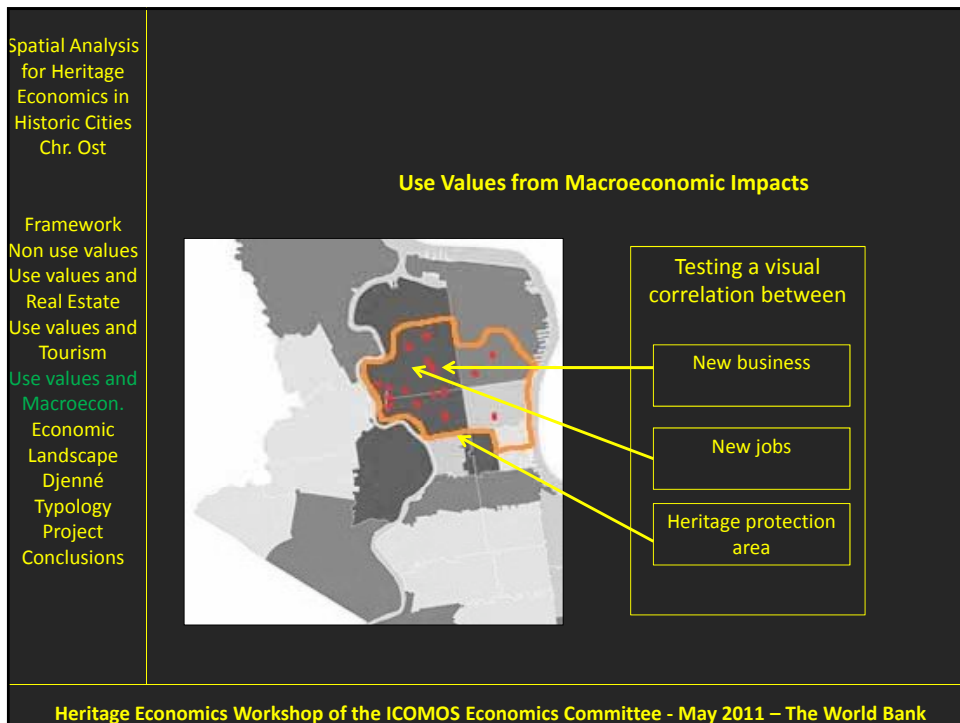 Spatial Analysis
for Heritage
Economics in
Historic Cities
Chr. Ost
Framework
Non use values
Use values and
Real Estate
Use values and
Tourism
Use values and
Macroecon.
Economic
Landscape
Djenné
Typology
Project
Conclusions
Use Values from Macroeconomic Impacts
Testing a visual
correlation between
New business
New jobs
Heritage protection
area
Heritage Economics Workshop of the ICOMOS Economics Committee - May 2011 – The World Bank